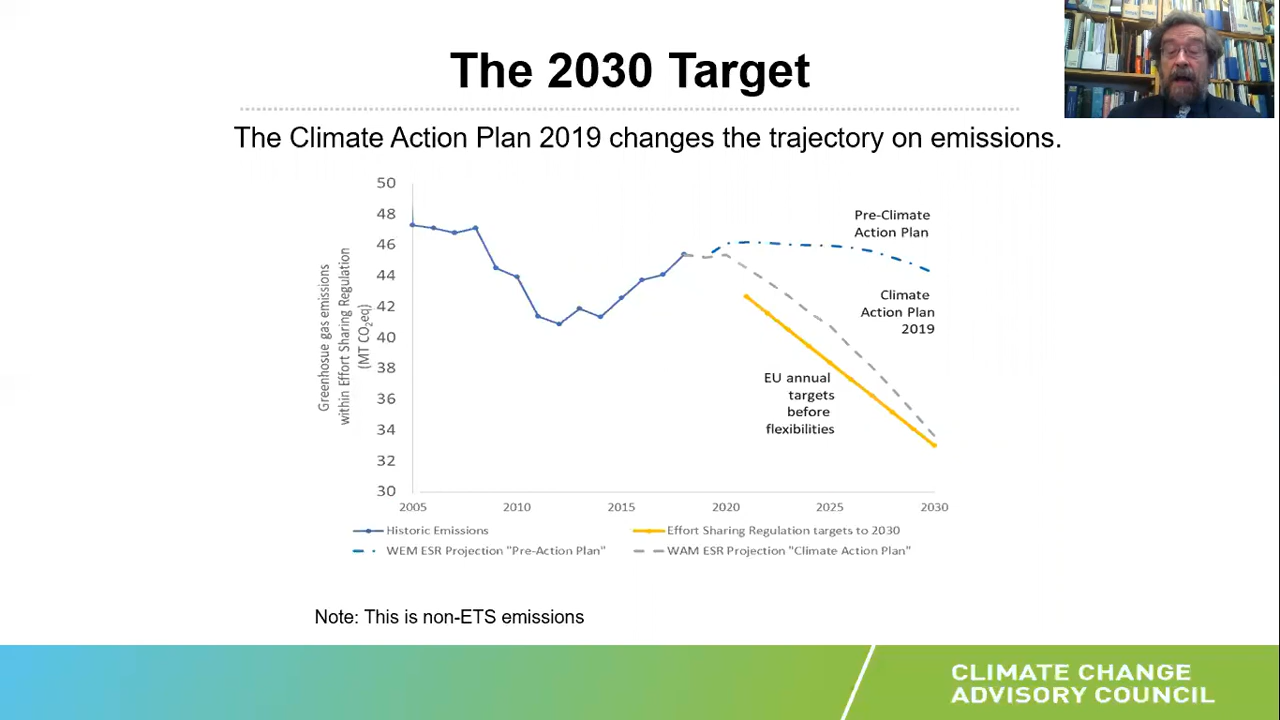 The 2030 Target
The Climate Action Plan 2019 changes the trajectory on emissions.
50
48
46
44
42
40
38
36
34
32
30
Greenhosue gas emissions
within Effort Sharing Regulation
(MT CO₂eq)
Pre-Climate
Action Plan
Climate
Action Plan
2019
EU annual
targets
before
flexibilities
2005 2010 2015 2020 2025 2030
Historic Emissions Effort Sharing Regulation targets to 2030
WEM ESR Projection "Pre-Action Plan" WAM ESR Projection "Climate Action Plan"
Note: This is non-ETS emissions
CLIMATE CHANGE
ADVISORY COUNCIL